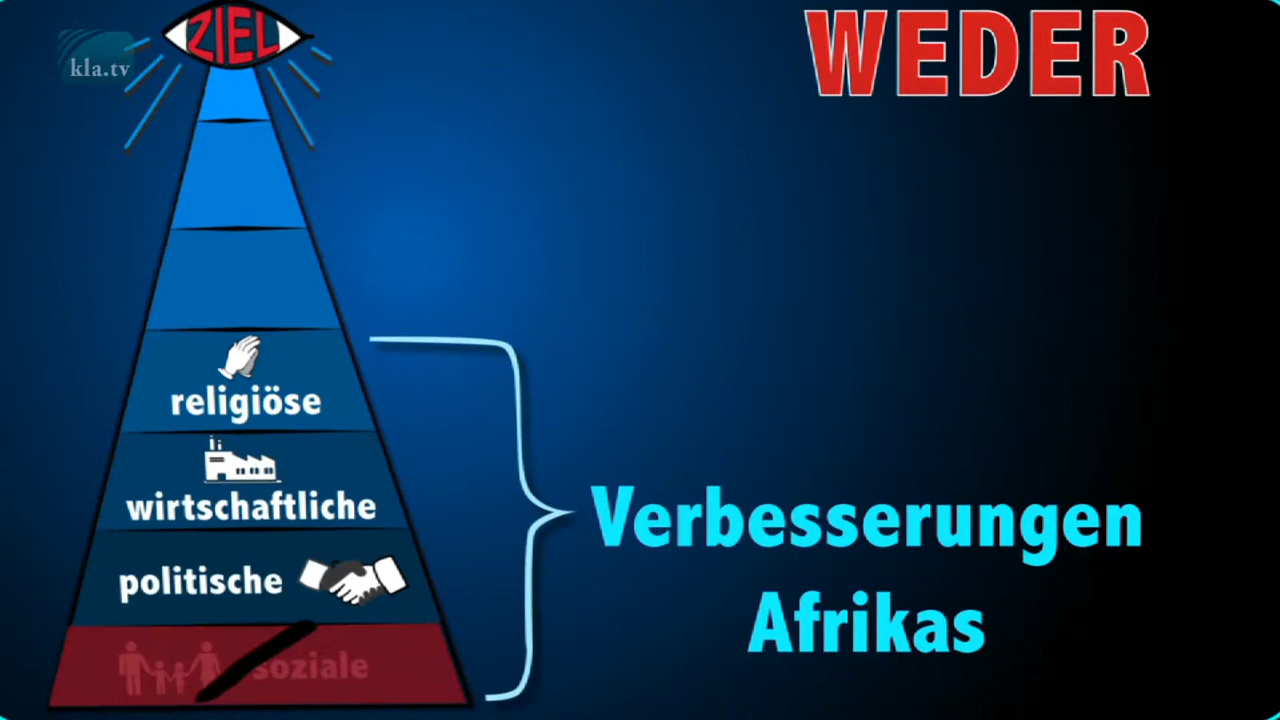 ZIEL
kla.tv
WEDER
religiöse
wirtschaftliche
politische
soziale
Verbesserungen
Afrikas